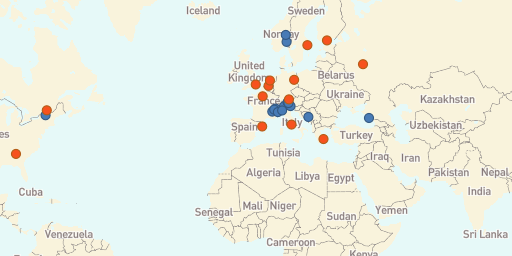 Iceland
Sweden
Norway
United
Kingdom
Belarus
Ukraine
France
Kazakhstan
Italy
Spain
Turkey
Uzbekistan
Tunisia
Iraq
Iran
Algeria
Libya
Egypt
Pakistan
Nepal
India
Cuba
Senegal
Mali
Niger
Sudan
Yemen
Sri Lanka
Venezuela
Cameroon
Kenya